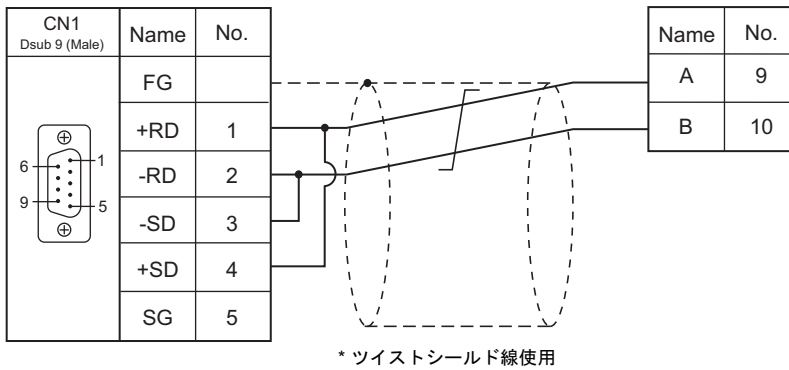 CN1
Dsub 9 (Male)
Name No.
FG
+RD 1
-RD 2
-SD 3
+SD 4
SG 5
6 1
9 5
Name No.
A 9
B 10
* ツイストシールド線使用